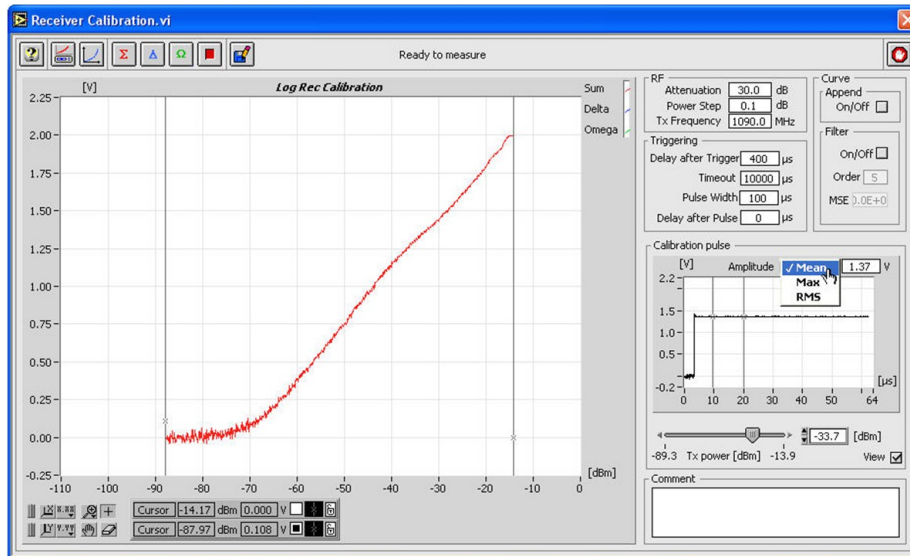 Receiver Calibration.vi
Ready to measure
[V]
Log Rec Calibration
2.25
2.00
1.75
1.50
1.25
1.00
0.75
0.50
0.25
0.00
-0.25
-110 -100 -90 -80 -70 -60 -50 -40 -30 -20 -10 0
[dBm]
Sum
Delta
Omega
Cursor -14.17 dBm 0.000 V
Cursor -87.97 dBm 0.108 V
RF
Attenuation 30.0 dB
Power Step 0.1 dB
Tx Frequency 1090.0 MHz
Triggering
Delay after Trigger 400 µs
Timeout 10000 µs
Pulse Width 100 µs
Delay after Pulse 0 µs
Curve
Append
On/Off
Filter
On/Off
Order 5
MSE 0.0E+0
Calibration pulse
[V] Amplitude ✓Mean 1.37 V
Max
RMS
2.2
1.5
0.5
-0.2
0 10 20 30 40 50 64
[µs]
-33.7 [dBm]
-89.3 Tx power [dBm] -13.9
View
Comment